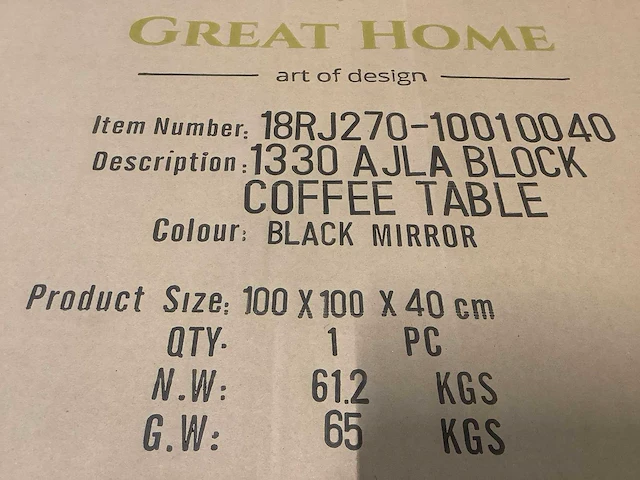 GREAT HOME
art of design
Item Number: 18RJ270-10010040
Description: 1330 AJLA BLOCK
COFFEE TABLE
Colour: BLACK MIRROR
Product Size: 100 X 100 X 40 cm
QTY. 1 PC
N.W: 61.2 KGS
G.W: 65 KGS